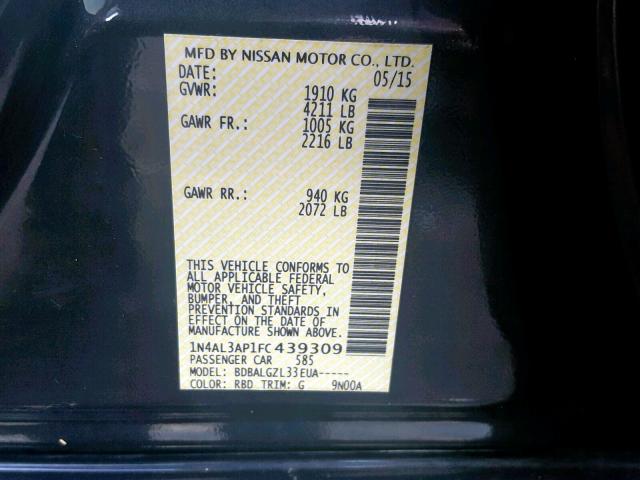 MFD BY NISSAN MOTOR CO., LTD.
DATE: 05/15
GVWR: 1910 KG
4211 LB
GAWR FR.: 1005 KG
2216 LB
GAWR RR.: 940 KG
2072 LB
THIS VEHICLE CONFORMS TO
ALL APPLICABLE FEDERAL
MOTOR VEHICLE SAFETY,
BUMPER, AND THEFT
PREVENTION STANDARDS IN
EFFECT ON THE DATE OF
MANUFACTURE SHOWN ABOVE.
1N4AL3AP1FC439309
PASSENGER CAR 585
MODEL: BDBALGZL33EUA-----
COLOR: RBD TRIM: G 9N00A